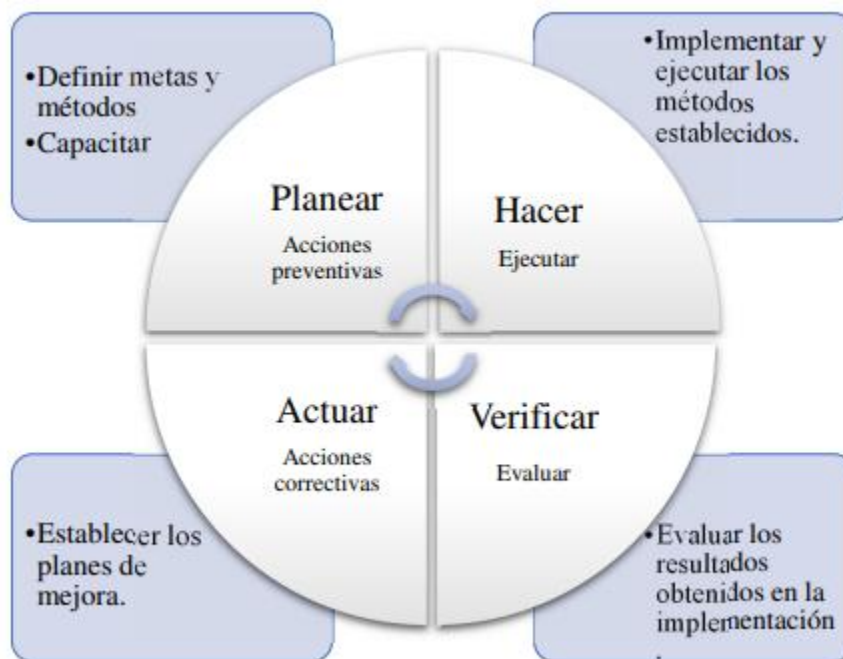 •Definir metas y
métodos
•Capacitar
Planear
Acciones
preventivas
•Implementar y
ejecutar los
métodos
establecidos.
Hacer
Ejecutar
Actuar
Acciones
correctivas
•Establecer los
planes de
mejora.
Verificar
Evaluar
•Evaluar los
resultados
obtenidos en la
implementación
.